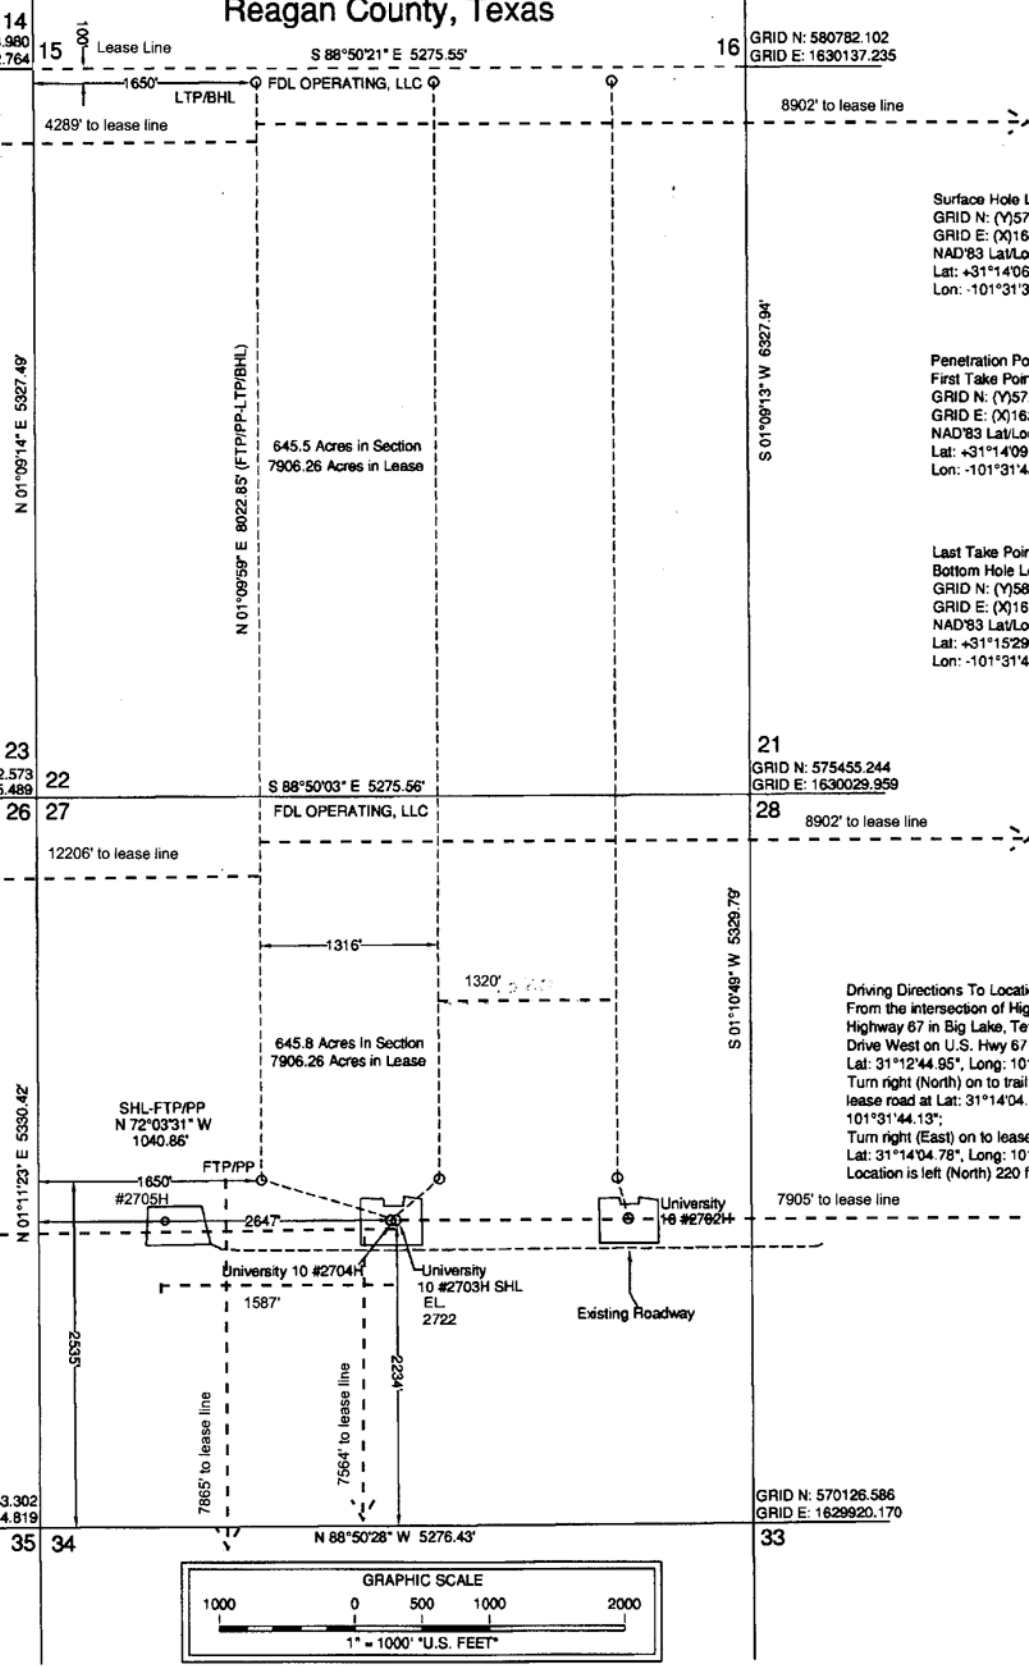 Reagan County, Texas
14
.980
.764
15
100'
Lease Line
S 88°50'21" E 5275.55'
16
GRID N: 580782.102
GRID E: 1630137.235
1650'
LTP/BHL
FDL OPERATING, LLC
4289' to lease line
8902' to lease line
Surface Hole L
GRID N: (Y)57
GRID E: (X)16
NAD'83 Lat/Lo
Lat: +31°14'06
Lon: -101°31'3
N 01°09'14" E 5327.49'
N 01°09'59" E 8022.85' (FTP/PP-LTP/BHL)
S 01°09'13" W 6327.94'
645.5 Acres in Section
7906.26 Acres in Lease
Penetration Po
First Take Poin
GRID N: (Y)57
GRID E: (X)16
NAD'83 Lat/Lo
Lat: +31°14'09
Lon: -101°31'4
Last Take Poin
Bottom Hole L
GRID N: (Y)58
GRID E: (X)16
NAD'83 Lat/Lo
Lat: +31°15'29
Lon: -101°31'4
23
2.573
5.489
22
S 88°50'03" E 5275.56'
21
GRID N: 575455.244
GRID E: 1630029.959
26
27
FDL OPERATING, LLC
28
8902' to lease line
12206' to lease line
1316'
1320'
S 01°10'49" W 5329.79'
645.8 Acres In Section
7906.26 Acres in Lease
Driving Directions To Locati
From the intersection of Hig
Highway 67 in Big Lake, Te
Drive West on U.S. Hwy 67
Lat: 31°12'44.95", Long: 10
Turn right (North) on to trail
lease road at Lat: 31°14'04.
101°31'44.13";
Turn right (East) on to lease
Lat: 31°14'04.78", Long: 10
Location is left (North) 220 f
N 01°11'23" E 5330.42'
SHL-FTP/PP
N 72°03'31" W
1040.86'
FTP/PP
1650'
#2705H
2647'
University
10 #2702H
7905' to lease line
University 10 #2704H
University
10 #2703H SHL
EL.
2722
1587'
Existing Roadway
2535'
2234'
7865' to lease line
7564' to lease line
3.302
4.819
GRID N: 570126.586
GRID E: 1629920.170
35
34
N 88°50'28" W 5276.43'
33
GRAPHIC SCALE
1000 0 500 1000 2000
1" = 1000' "U.S. FEET"